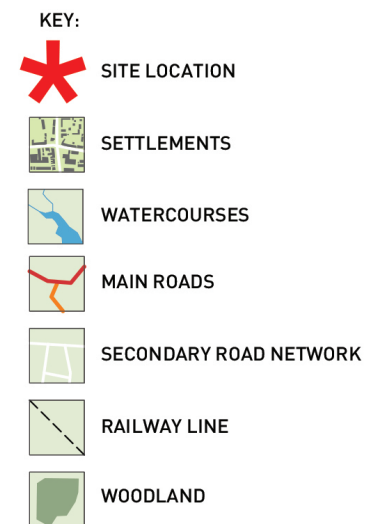 KEY:
SITE LOCATION
SETTLEMENTS
WATERCOURSES
MAIN ROADS
SECONDARY ROAD NETWORK
RAILWAY LINE
WOODLAND